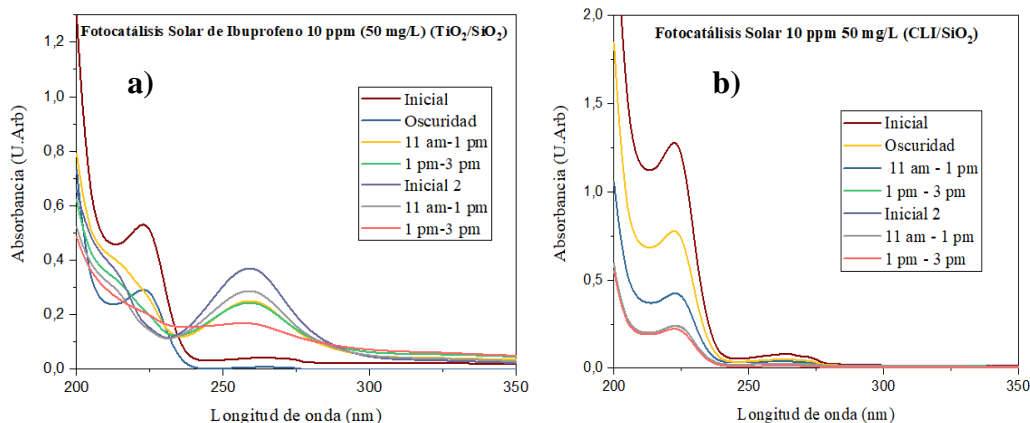 Fotocatálisis Solar de Ibuprofeno 10 ppm (50 mg/L) (TiO₂/SiO₂)
a)
Inicial
Oscuridad
11 am-1 pm
1 pm-3 pm
Inicial 2
11 am-1 pm
1 pm-3 pm
Absorbancia (U.Arb)
1,2
1,0
0,8
0,6
0,4
0,2
0,0
200
250
300
350
Longitud de onda (nm)
Fotocatálisis Solar 10 ppm 50 mg/L (CLI/SiO₂)
b)
Inicial
Oscuridad
11 am - 1 pm
1 pm - 3 pm
Inicial 2
11 am - 1 pm
1 pm - 3 pm
Absorbancia (U.Arb)
2,0
1,5
1,0
0,5
0,0
200
250
300
350
Longitud de onda (nm)